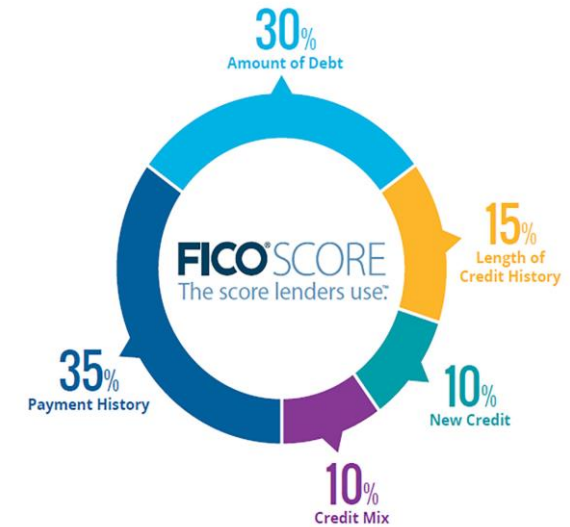 30%
Amount of Debt
15%
Length of
Credit History
FICO® SCORE
The score lenders use.™
35%
Payment History
10%
New Credit
10%
Credit Mix